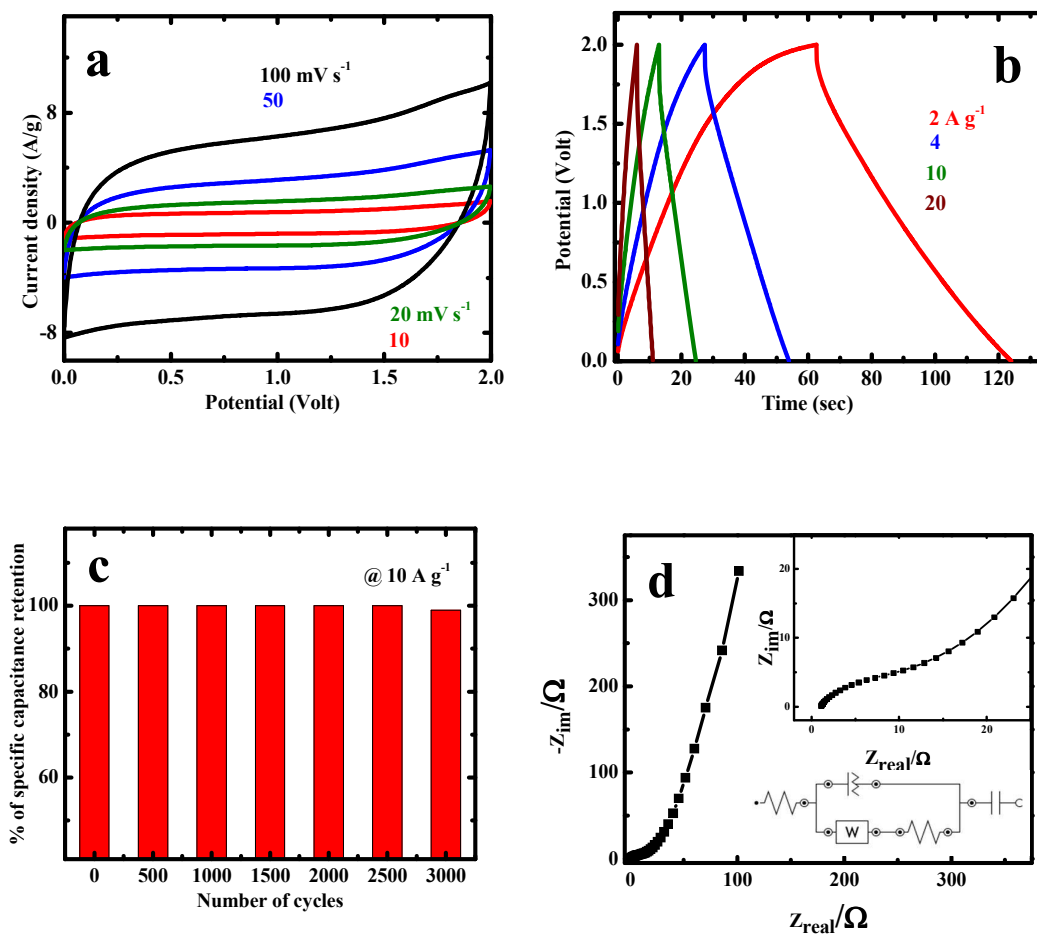 a
100 mV s-1
50
20 mV s-1
10
8
0
-8
0.0 0.5 1.0 1.5 2.0
Current density (A/g)
Potential (Volt)
b
2 A g-1
4
10
20
2.0
1.5
1.0
0.5
0.0
0 20 40 60 80 100 120
Potential (Volt)
Time (sec)
c
@ 10 A g-1
100
80
60
0 500 1000 1500 2000 2500 3000
% of specific capacitance retention
Number of cycles
d
300
200
100
0
0 100 200 300
-Zim/Ω
Zreal/Ω
20
10
0
0 10 20
Zim/Ω
Zreal/Ω
W